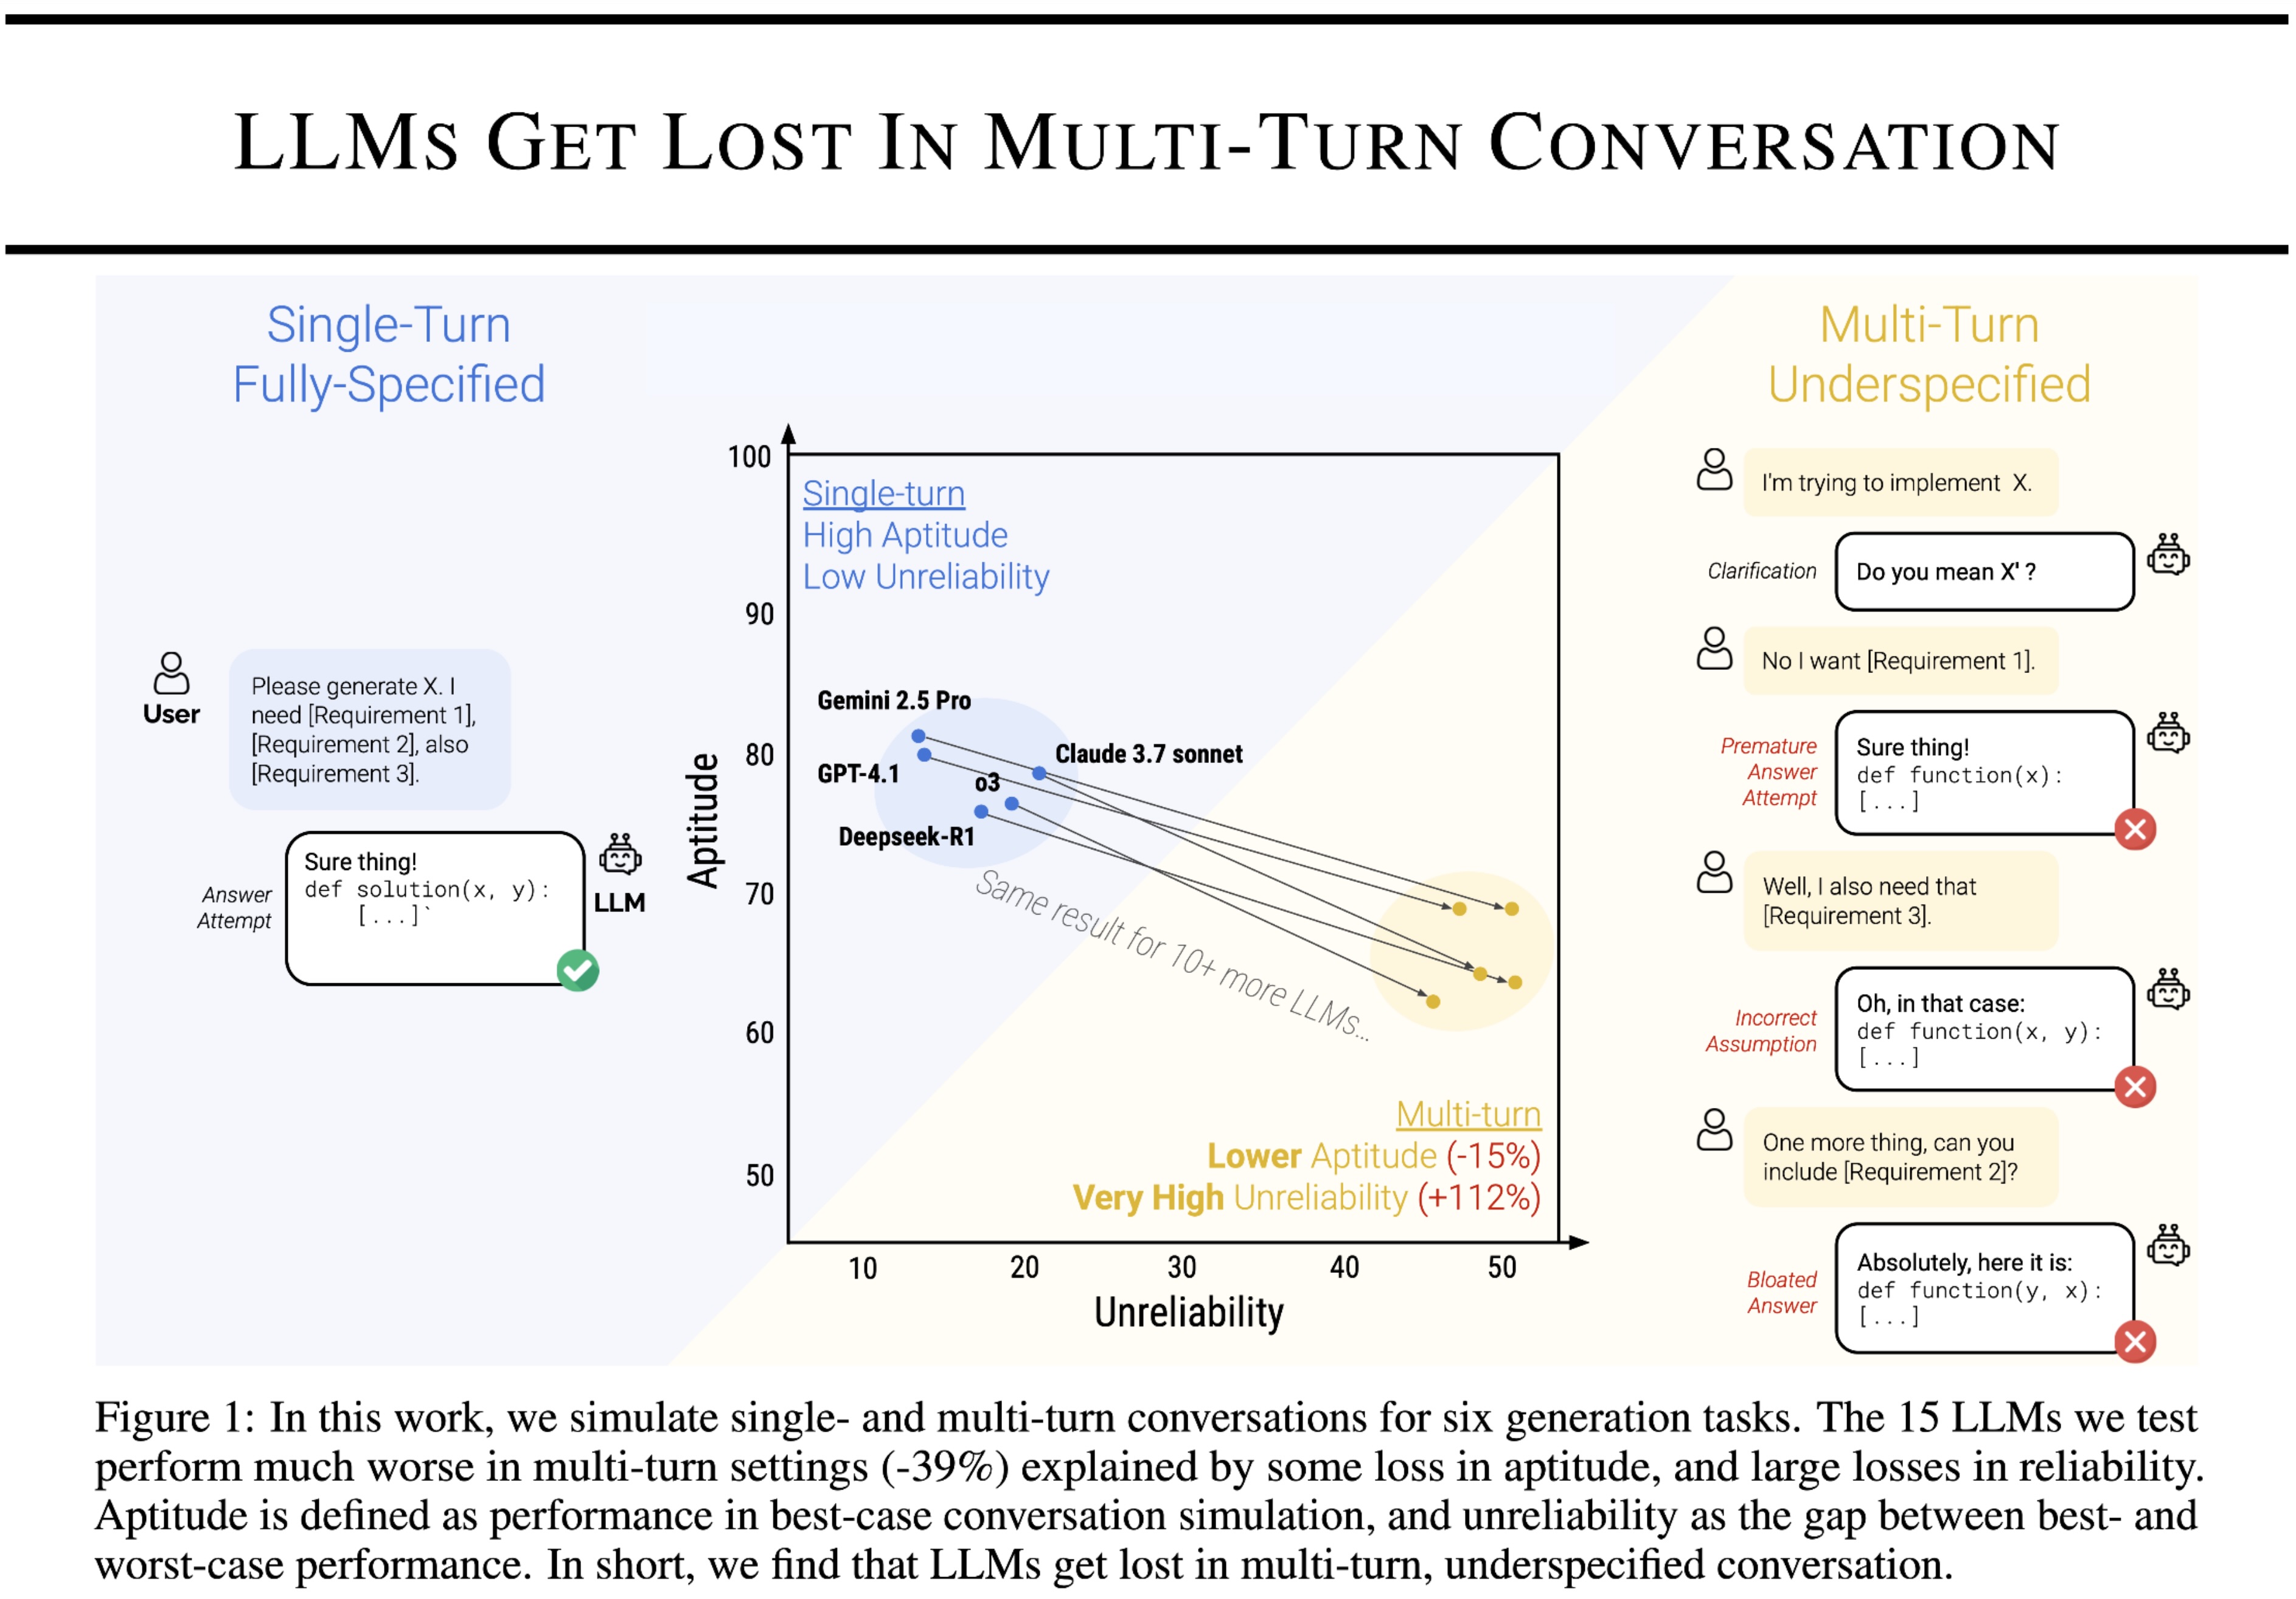 LLMS GET LOST IN MULTI-TURN CONVERSATION
Single-Turn
Fully-Specified
User
Please generate X. I
need [Requirement 1],
[Requirement 2], also
[Requirement 3].
Answer
Attempt
Sure thing!
def solution(x, y):
[...]`
LLM
Aptitude
100
90
80
70
60
50
Single-turn
High Aptitude
Low Unreliability
Gemini 2.5 Pro
GPT-4.1
o3
Claude 3.7 sonnet
Deepseek-R1
Same result for 10+ more LLMs...
Multi-turn
Lower Aptitude (-15%)
Very High Unreliability (+112%)
10
20
30
40
50
Unreliability
Multi-Turn
Underspecified
I'm trying to implement X.
Clarification
Do you mean X' ?
No I want [Requirement 1].
Premature
Answer
Attempt
Sure thing!
def function(x):
[...]
Well, I also need that
[Requirement 3].
Incorrect
Assumption
Oh, in that case:
def function(x, y):
[...]
One more thing, can you
include [Requirement 2]?
Bloated
Answer
Absolutely, here it is:
def function(y, x):
[...]
Figure 1: In this work, we simulate single- and multi-turn conversations for six generation tasks. The 15 LLMs we test
perform much worse in multi-turn settings (-39%) explained by some loss in aptitude, and large losses in reliability.
Aptitude is defined as performance in best-case conversation simulation, and unreliability as the gap between best- and
worst-case performance. In short, we find that LLMs get lost in multi-turn, underspecified conversation.